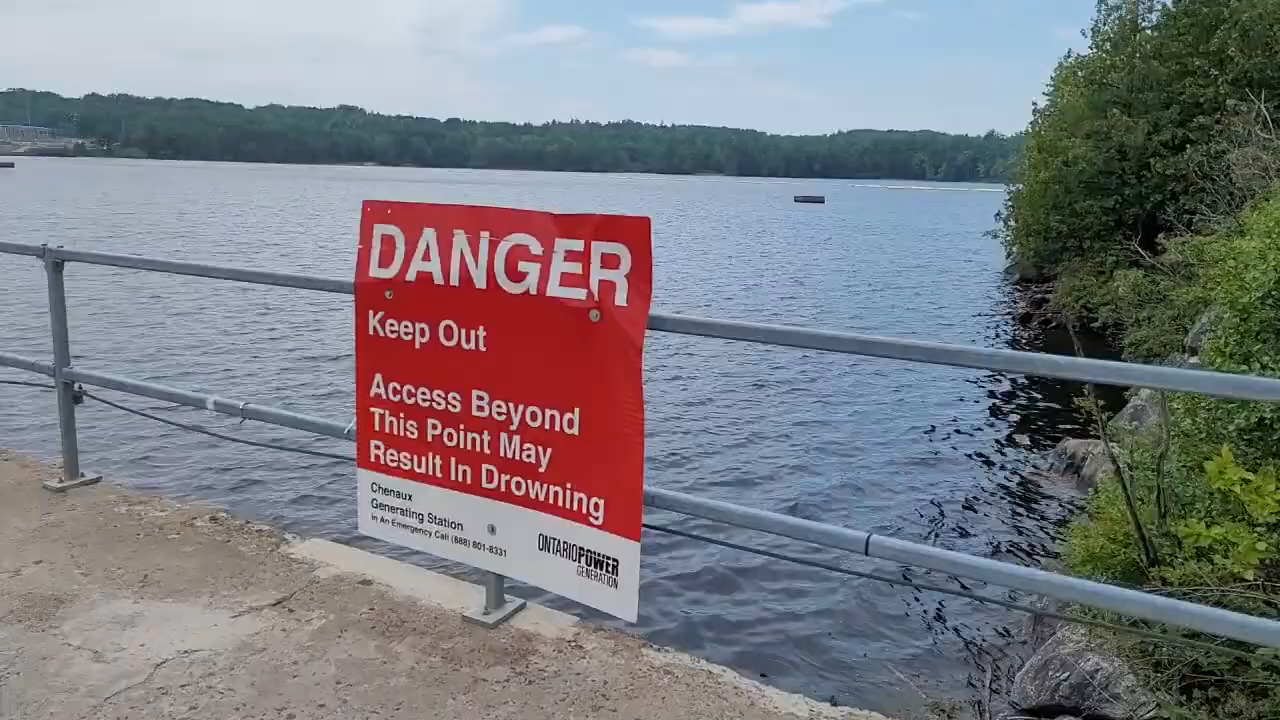 DANGER
Keep Out
Access Beyond
This Point May
Result In Drowning
Chenaux
Generating Station
In An Emergency Call (888) 801-8331
ONTARIOPOWER
GENERATION